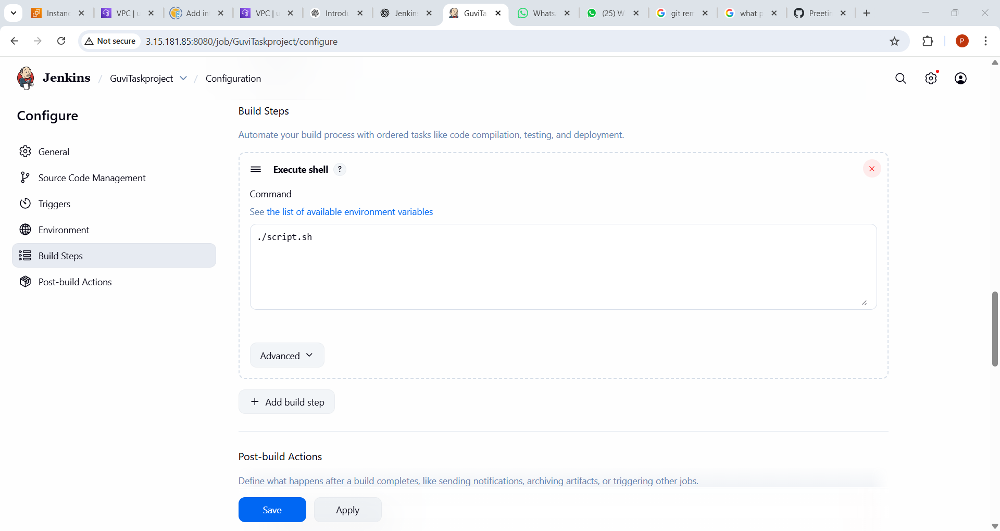 Instanc
VPC | u
Add in
VPC | u
Introdu
Jenkins
GuviTa
Whats
(25) W
git rem
what p
Preetin
Not secure
3.15.181.85:8080/job/GuviTaskproject/configure
P
Jenkins / GuviTaskproject / Configuration
Configure
General
Source Code Management
Triggers
Environment
Build Steps
Post-build Actions
Build Steps
Automate your build process with ordered tasks like code compilation, testing, and deployment.
Execute shell ?
Command
See the list of available environment variables
./script.sh
Advanced
Add build step
Post-build Actions
Define what happens after a build completes, like sending notifications, archiving artifacts, or triggering other jobs.
Save
Apply